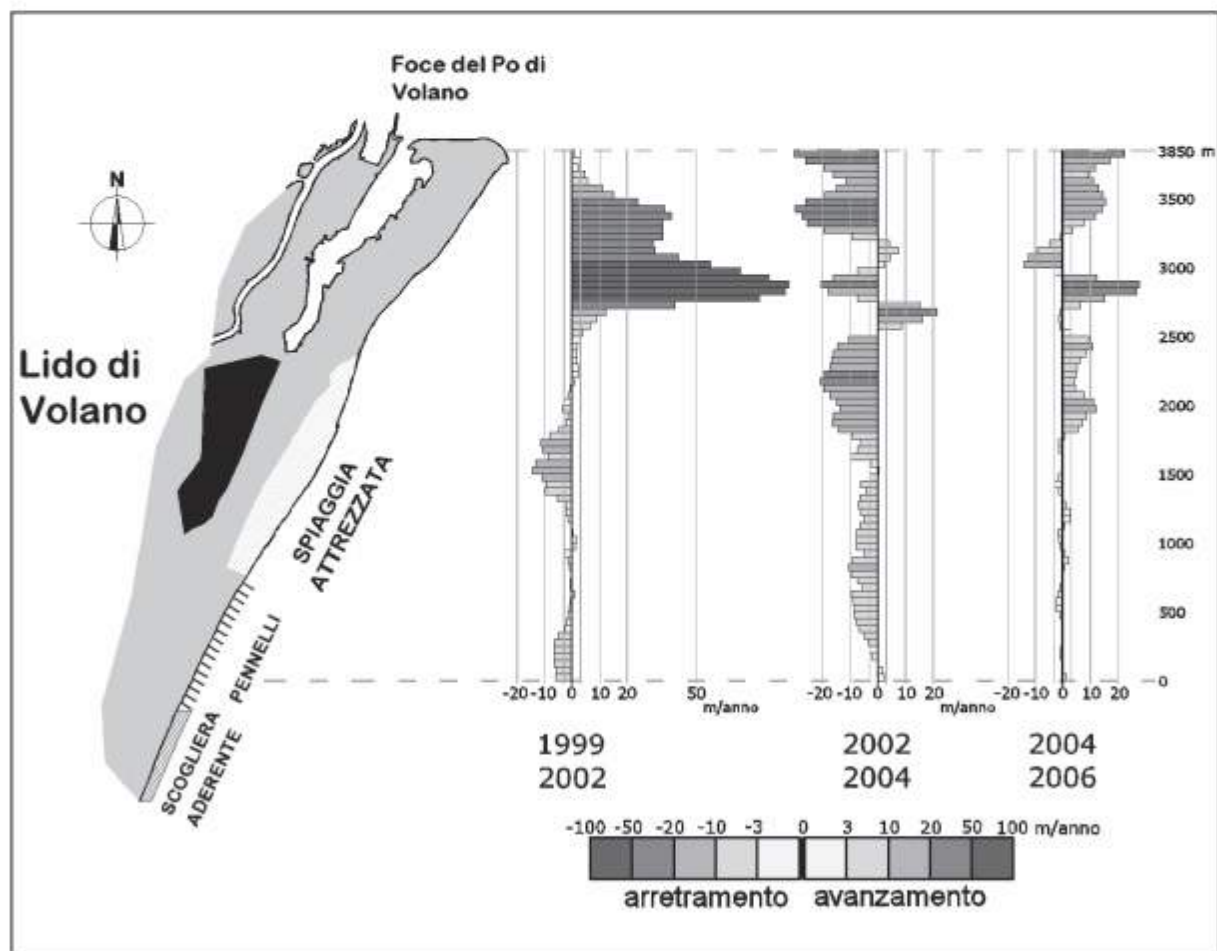 Foce del Po di
Volano
N
Lido di
Volano
SPIAGGIA
ATTREZZATA
PENNELLI
SCOGLIERA
ADERENTE
3850 m
3500
3000
2500
2000
1500
1000
500
0
-20 -10 0 10 20 50
m/anno
-20 -10 0 10 20
m/anno
-20 -10 0 10 20
m/anno
1999
2002
2002
2004
2004
2006
-100 -50 -20 -10 -3 0 3 10 20 50 100 m/anno
arretramento avanzamento